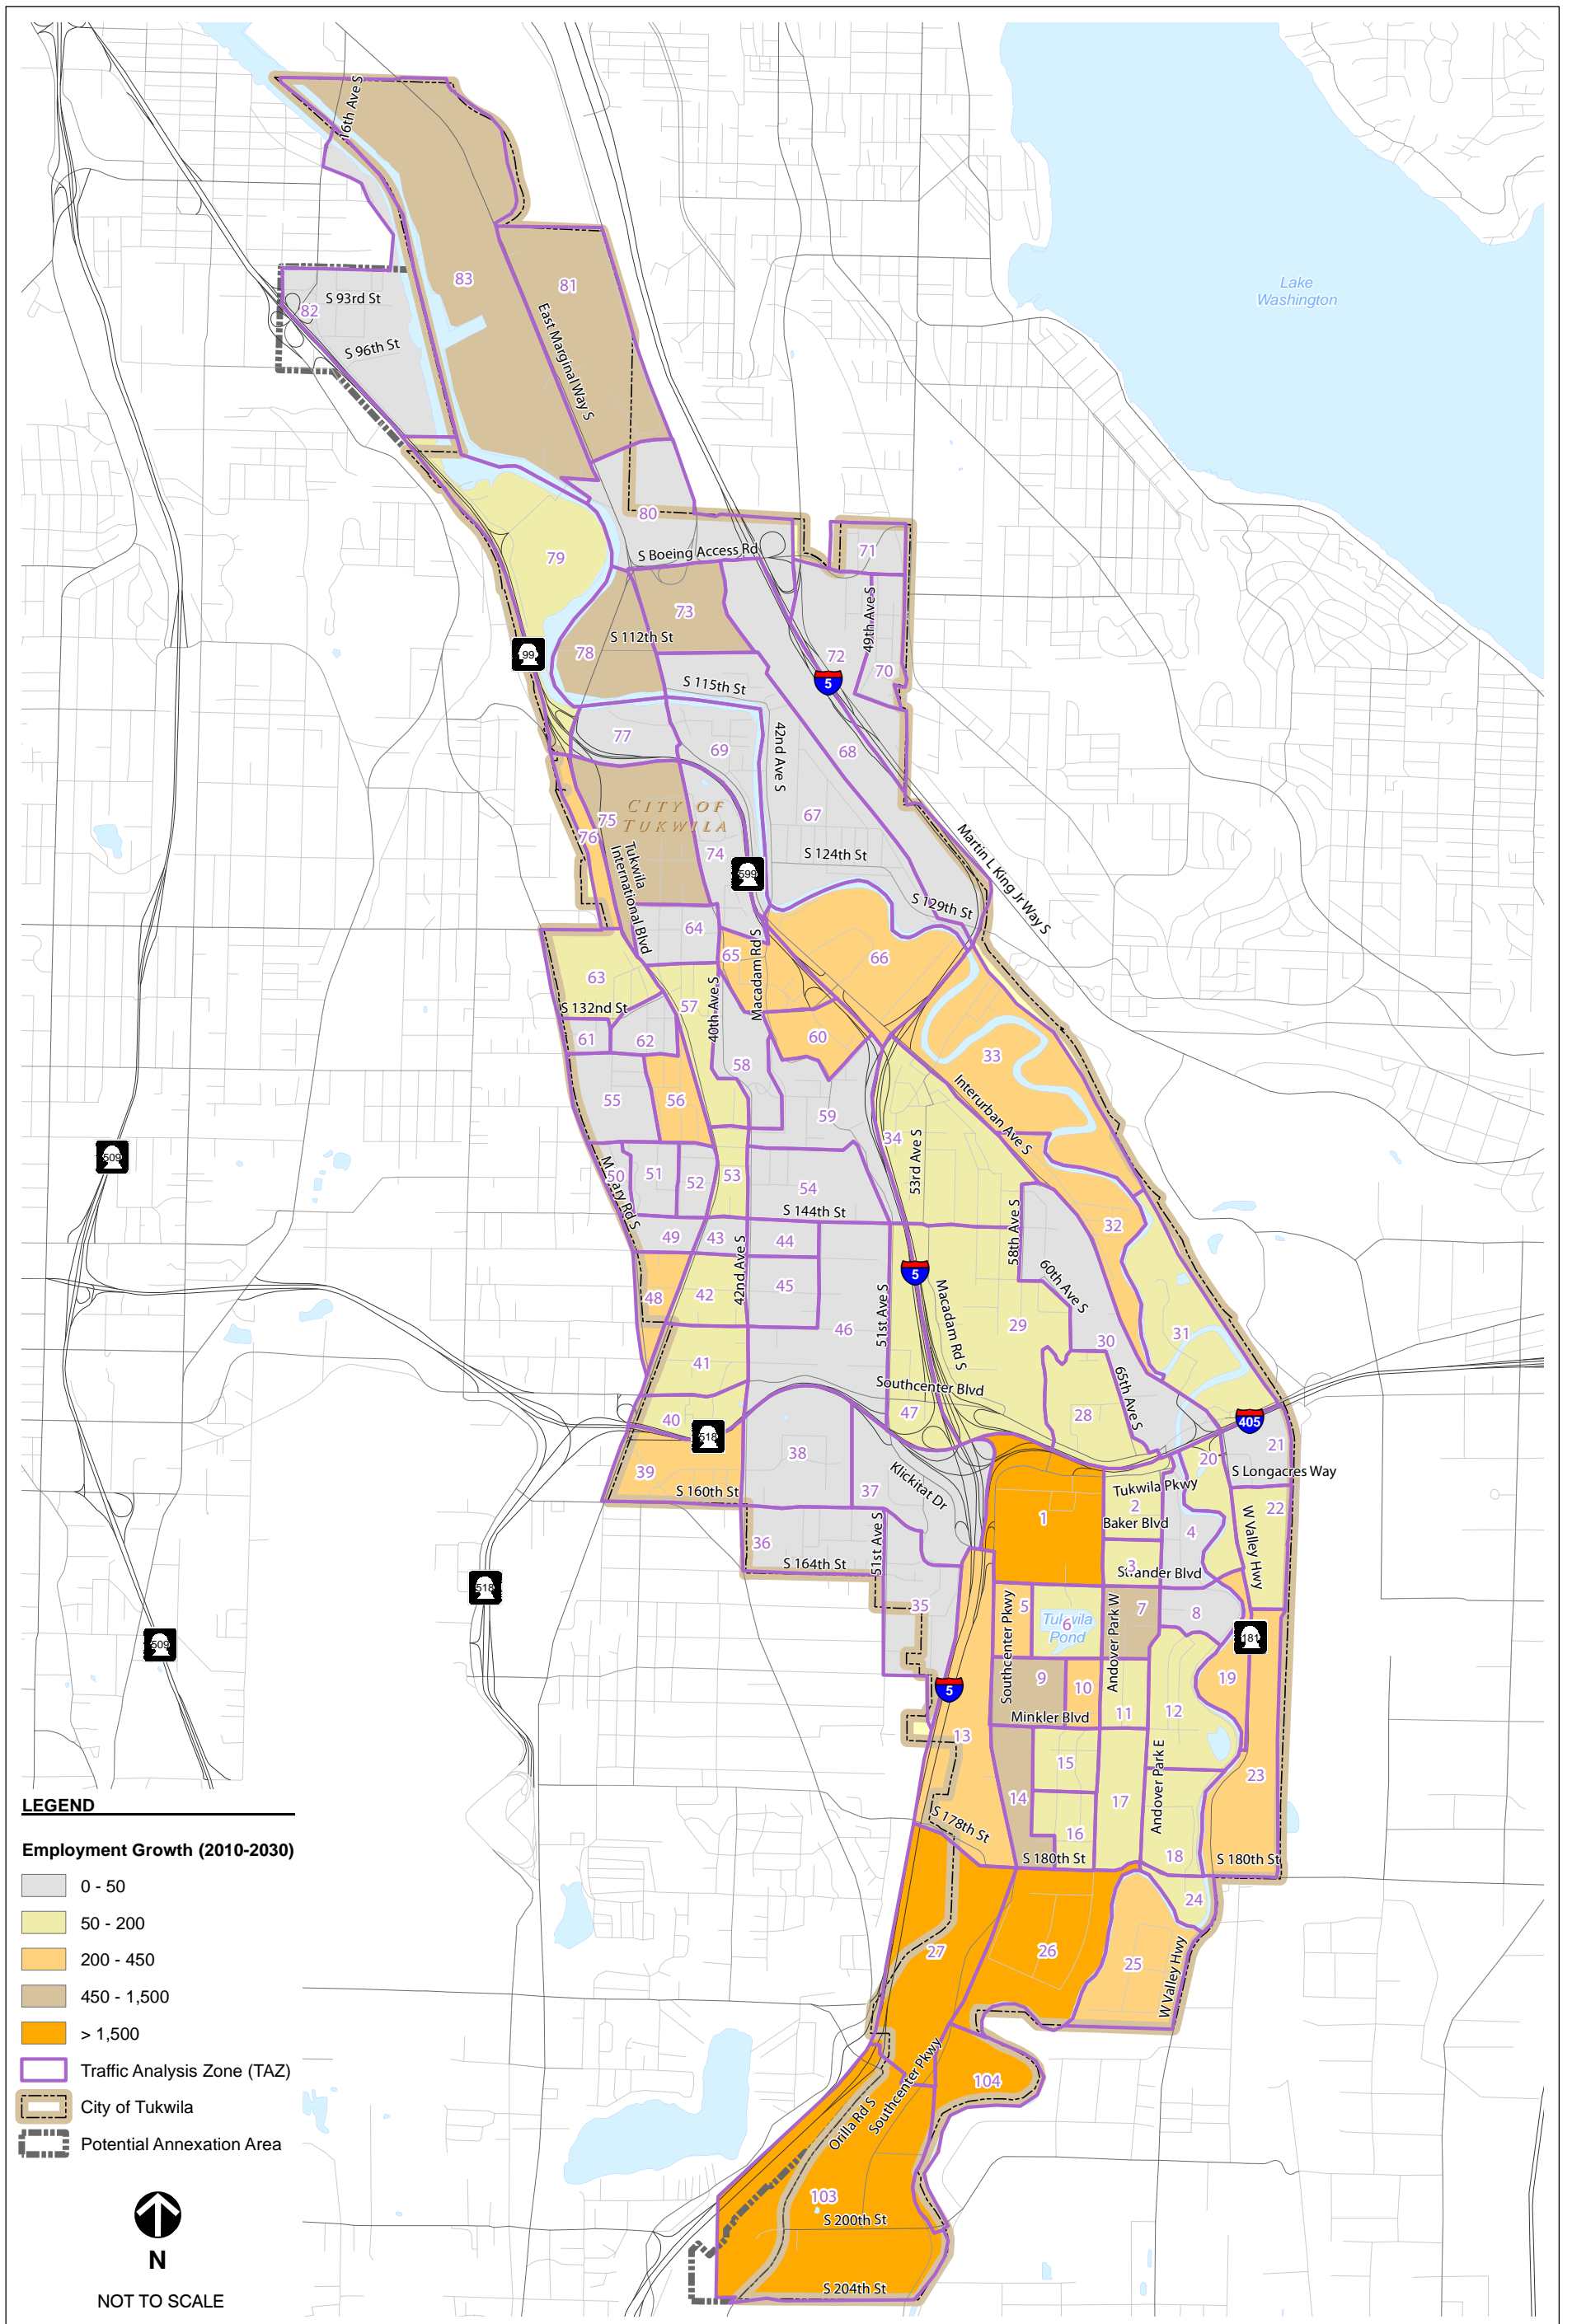 16th Ave S
Lake
Washington
83
81
S 93rd St
82
S 96th St
East Marginal Way S
80
S Boeing Access Rd
71
79
73
49th Ave S
S 112th St
78
99
72
70
5
S 115th St
77
69
42nd Ave S
68
CITY OF
TUKWILA
75
76
67
Tukwila
International Blvd
74
S 124th St
599
Martin L King Jr Way S
S 129th St
64
65
Macadam Rd S
66
63
S 132nd St
57
40th Ave S
61
62
60
58
33
55
56
59
Interurban Ave S
34
53rd Ave S
509
Military Rd S
50
51
52
53
54
S 144th St
58th Ave S
32
49
43
42nd Ave S
44
60th Ave S
5
48
42
45
51st Ave S
46
Macadam Rd S
29
30
31
41
Southcenter Blvd
65th Ave S
47
28
405
40
518
38
21
20
S Longacres Way
39
S 160th St
37
Klickitat Dr
Tukwila Pkwy
2
1
Baker Blvd
22
W Valley Hwy
4
36
51st Ave S
S 164th St
3
Strander Blvd
518
35
5
Southcenter Pkwy
Tukwila
Pond
6
7
Andover Park W
8
509
181
9
10
19
5
Minkler Blvd
11
12
13
15
23
14
17
Andover Park E
16
S 178th St
S 180th St
18
S 180th St
24
27
26
25
W Valley Hwy
104
Southcenter Pkwy
Orilla Rd S
103
S 200th St
S 204th St
LEGEND
Employment Growth (2010-2030)
0 - 50
50 - 200
200 - 450
450 - 1,500
> 1,500
Traffic Analysis Zone (TAZ)
City of Tukwila
Potential Annexation Area
N
NOT TO SCALE